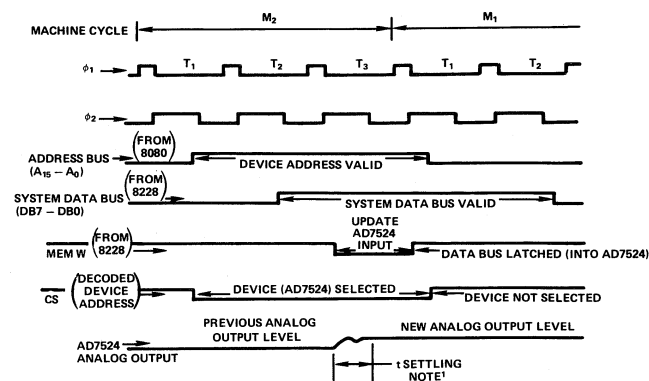 M2 M1
MACHINE CYCLE
T1 T2 T3 T1 T2
φ1
φ2
(FROM 8080)
ADDRESS BUS
(A15 – A0)
DEVICE ADDRESS VALID
(FROM 8228)
SYSTEM DATA BUS
(DB7 – DB0)
SYSTEM DATA BUS VALID
UPDATE
AD7524
INPUT
MEM W (FROM 8228)
DATA BUS LATCHED (INTO AD7524)
CS (DECODED DEVICE ADDRESS)
DEVICE (AD7524) SELECTED
DEVICE NOT SELECTED
PREVIOUS ANALOG
OUTPUT LEVEL
NEW ANALOG OUTPUT LEVEL
AD7524
ANALOG OUTPUT
t SETTLING
NOTE1